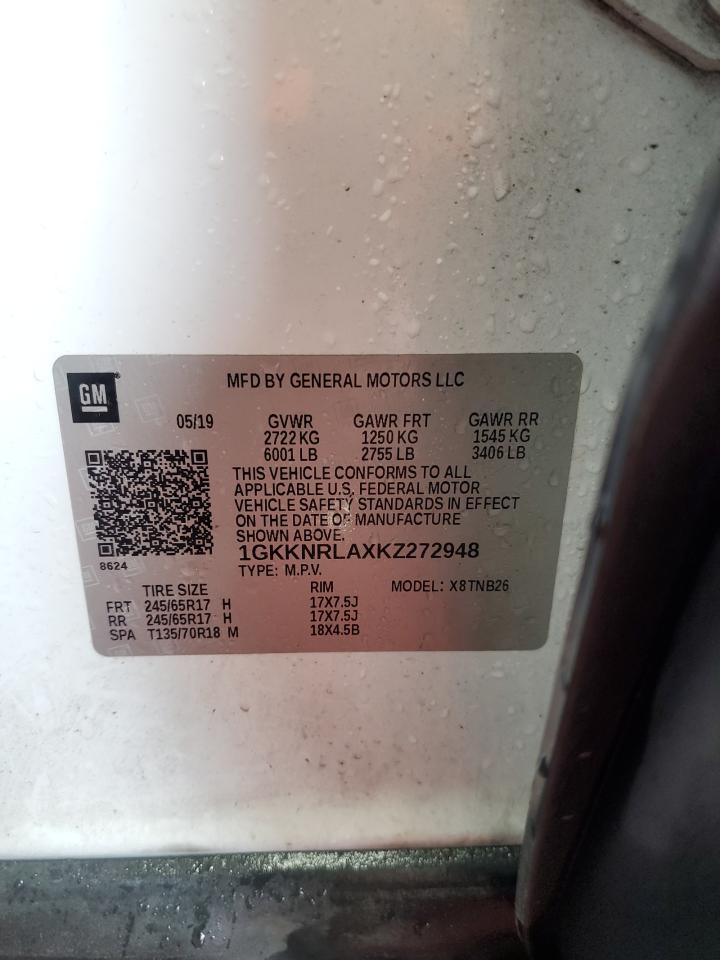 GM
MFD BY GENERAL MOTORS LLC
05/19 GVWR GAWR FRT GAWR RR
2722 KG 1250 KG 1545 KG
6001 LB 2755 LB 3406 LB
THIS VEHICLE CONFORMS TO ALL
APPLICABLE U.S. FEDERAL MOTOR
VEHICLE SAFETY STANDARDS IN EFFECT
ON THE DATE OF MANUFACTURE
SHOWN ABOVE.
1GKKNRLAXKZ272948
8624
TYPE: M.P.V.
TIRE SIZE RIM MODEL: X8TNB26
FRT 245/65R17 H 17X7.5J
RR 245/65R17 H 17X7.5J
SPA T135/70R18 M 18X4.5B